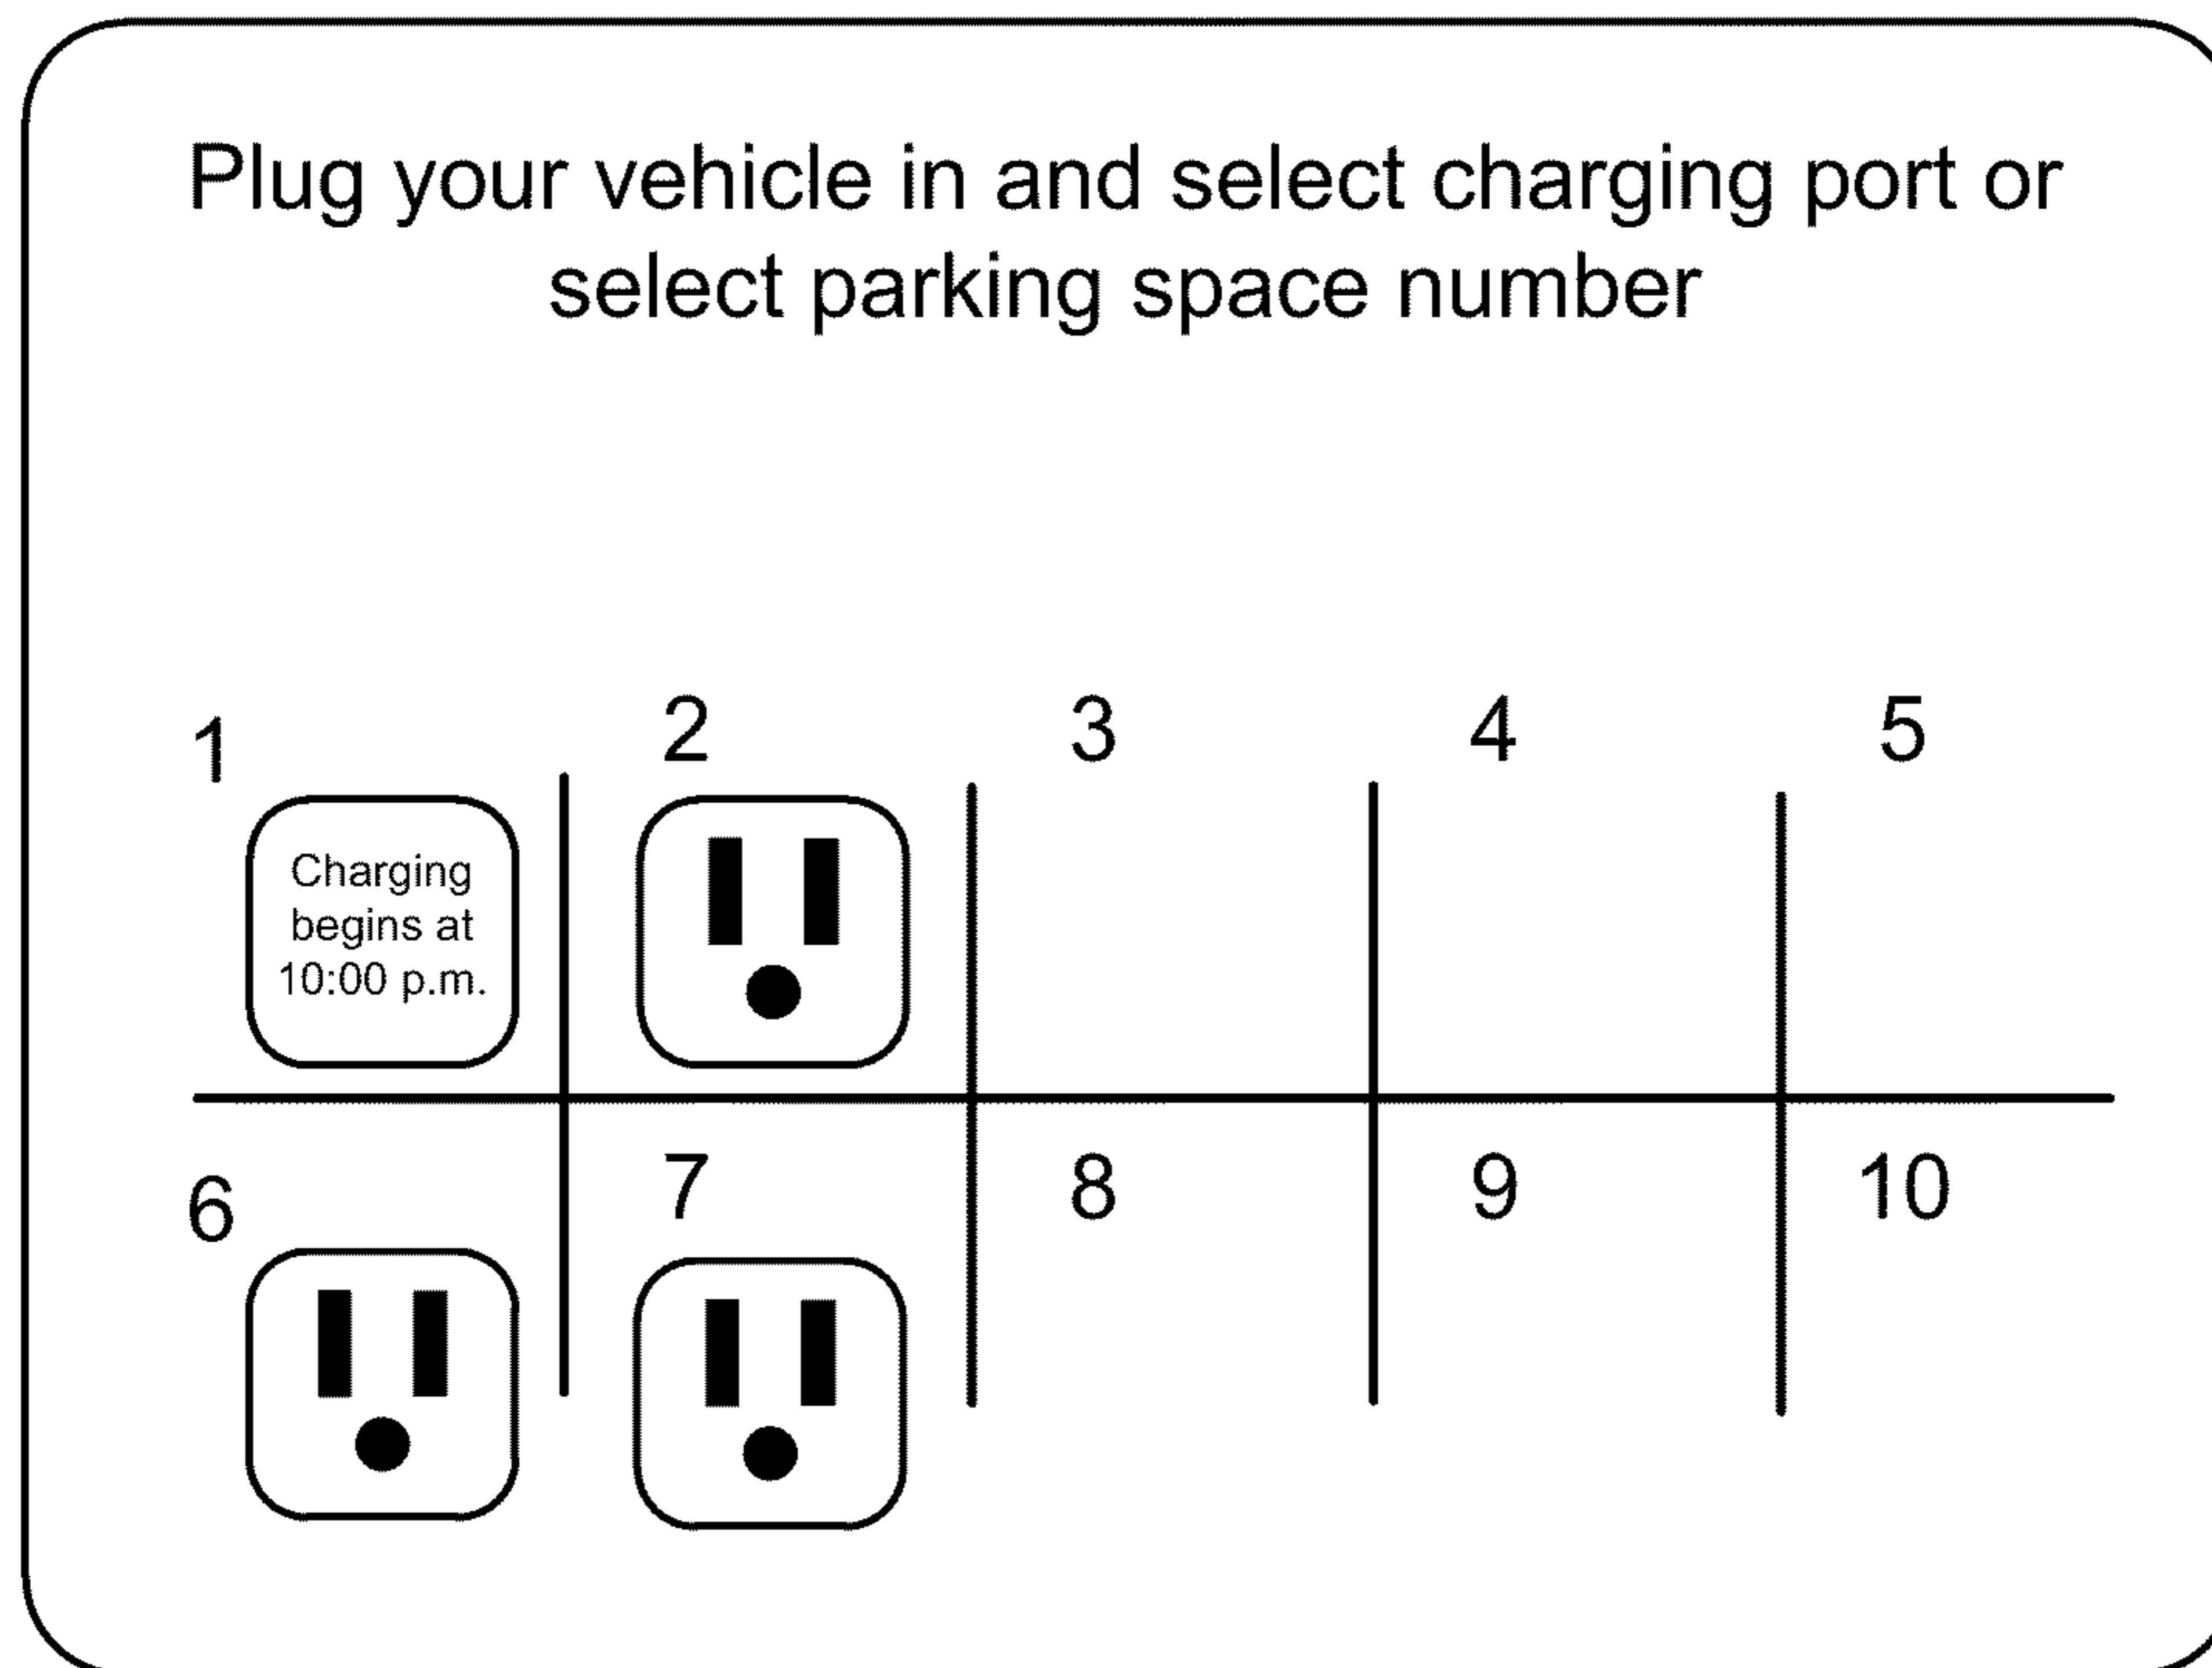 Plug your vehicle in and select charging port or
select parking space number
1
2
3
4
5
Charging
begins at
10:00 p.m.
6
7
8
9
10